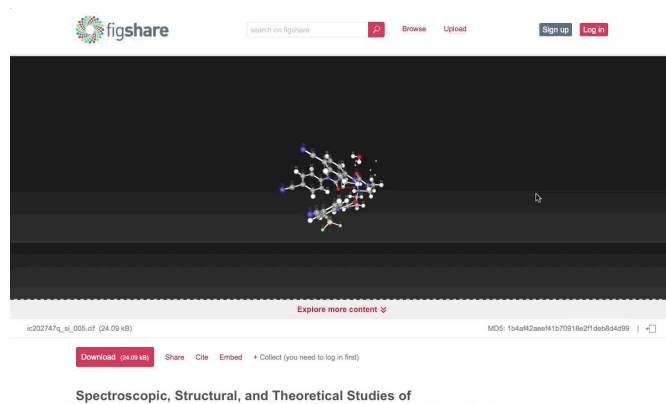 figshare
search on figshare
Browse
Upload
Sign up
Log in
Explore more content
ic202747q_si_005.cif (24.09 kB)
MD5: 1b4af42aeef41b70918e2f1deb8d4d99
Download (24.09 kB)
Share
Cite
Embed
+ Collect (you need to log in first)
Spectroscopic, Structural, and Theoretical Studies of